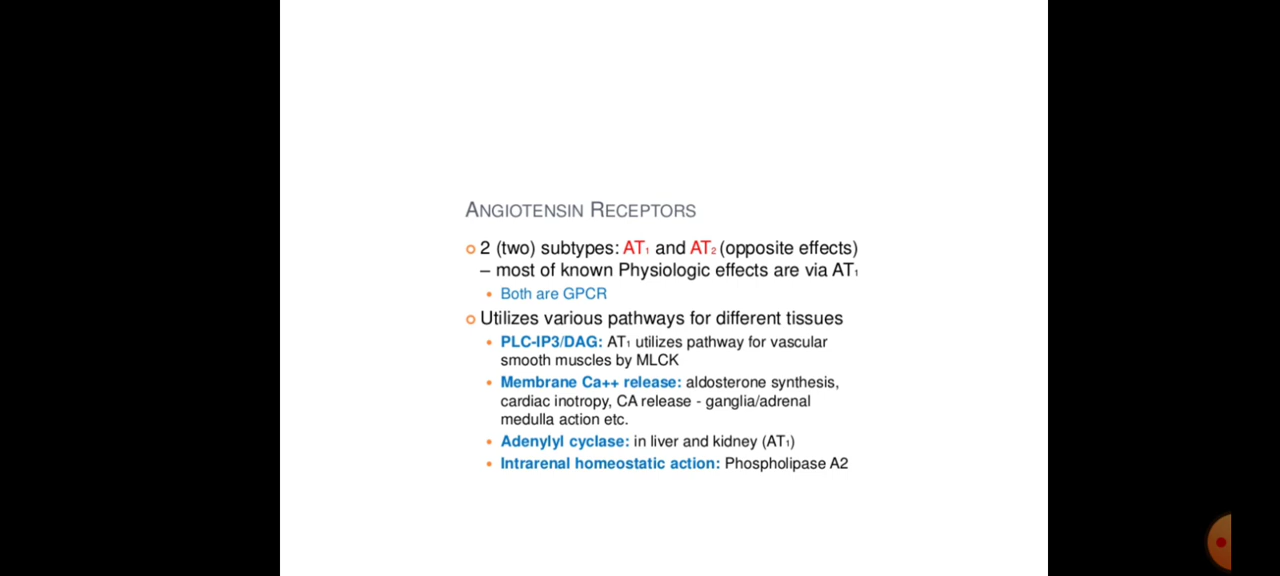 ANGIOTENSIN RECEPTORS
2 (two) subtypes: AT₁ and AT₂ (opposite effects)
– most of known Physiologic effects are via AT₁
Both are GPCR
Utilizes various pathways for different tissues
PLC-IP3/DAG: AT₁ utilizes pathway for vascular
smooth muscles by MLCK
Membrane Ca++ release: aldosterone synthesis,
cardiac inotropy, CA release - ganglia/adrenal
medulla action etc.
Adenylyl cyclase: in liver and kidney (AT₁)
Intrarenal homeostatic action: Phospholipase A2